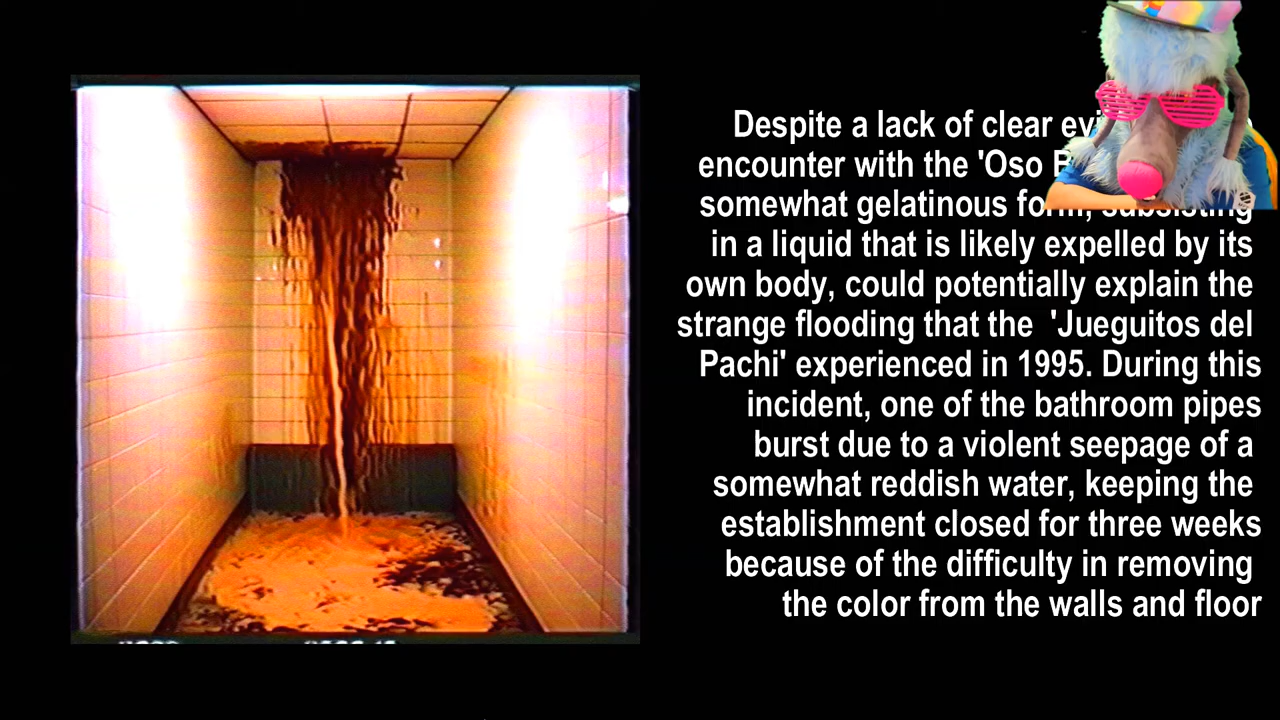 Despite a lack of clear
encounter with the 'Oso
somewhat gelatinous form, subsisting
in a liquid that is likely expelled by its
own body, could potentially explain the
strange flooding that the 'Jueguitos del
Pachi' experienced in 1995. During this
incident, one of the bathroom pipes
burst due to a violent seepage of a
somewhat reddish water, keeping the
establishment closed for three weeks
because of the difficulty in removing
the color from the walls and floor